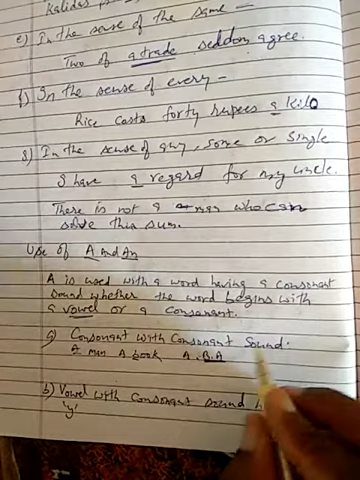 Kalidas
e) In the sense of the same —
Two of a trade seldom agree.
f) In the sense of every —
Rice costs forty rupees a kilo
g) In the sense of any, some or single
I have a regard for my uncle.
There is not a man who can
solve this sum.
Use of A and An
A is used with a word having a consonant
sound whether the word begins with
a vowel or a consonant.
a) Consonant with Consonant Sound.
A man A book A.B.A
b) Vowel with consonant sound
'y'